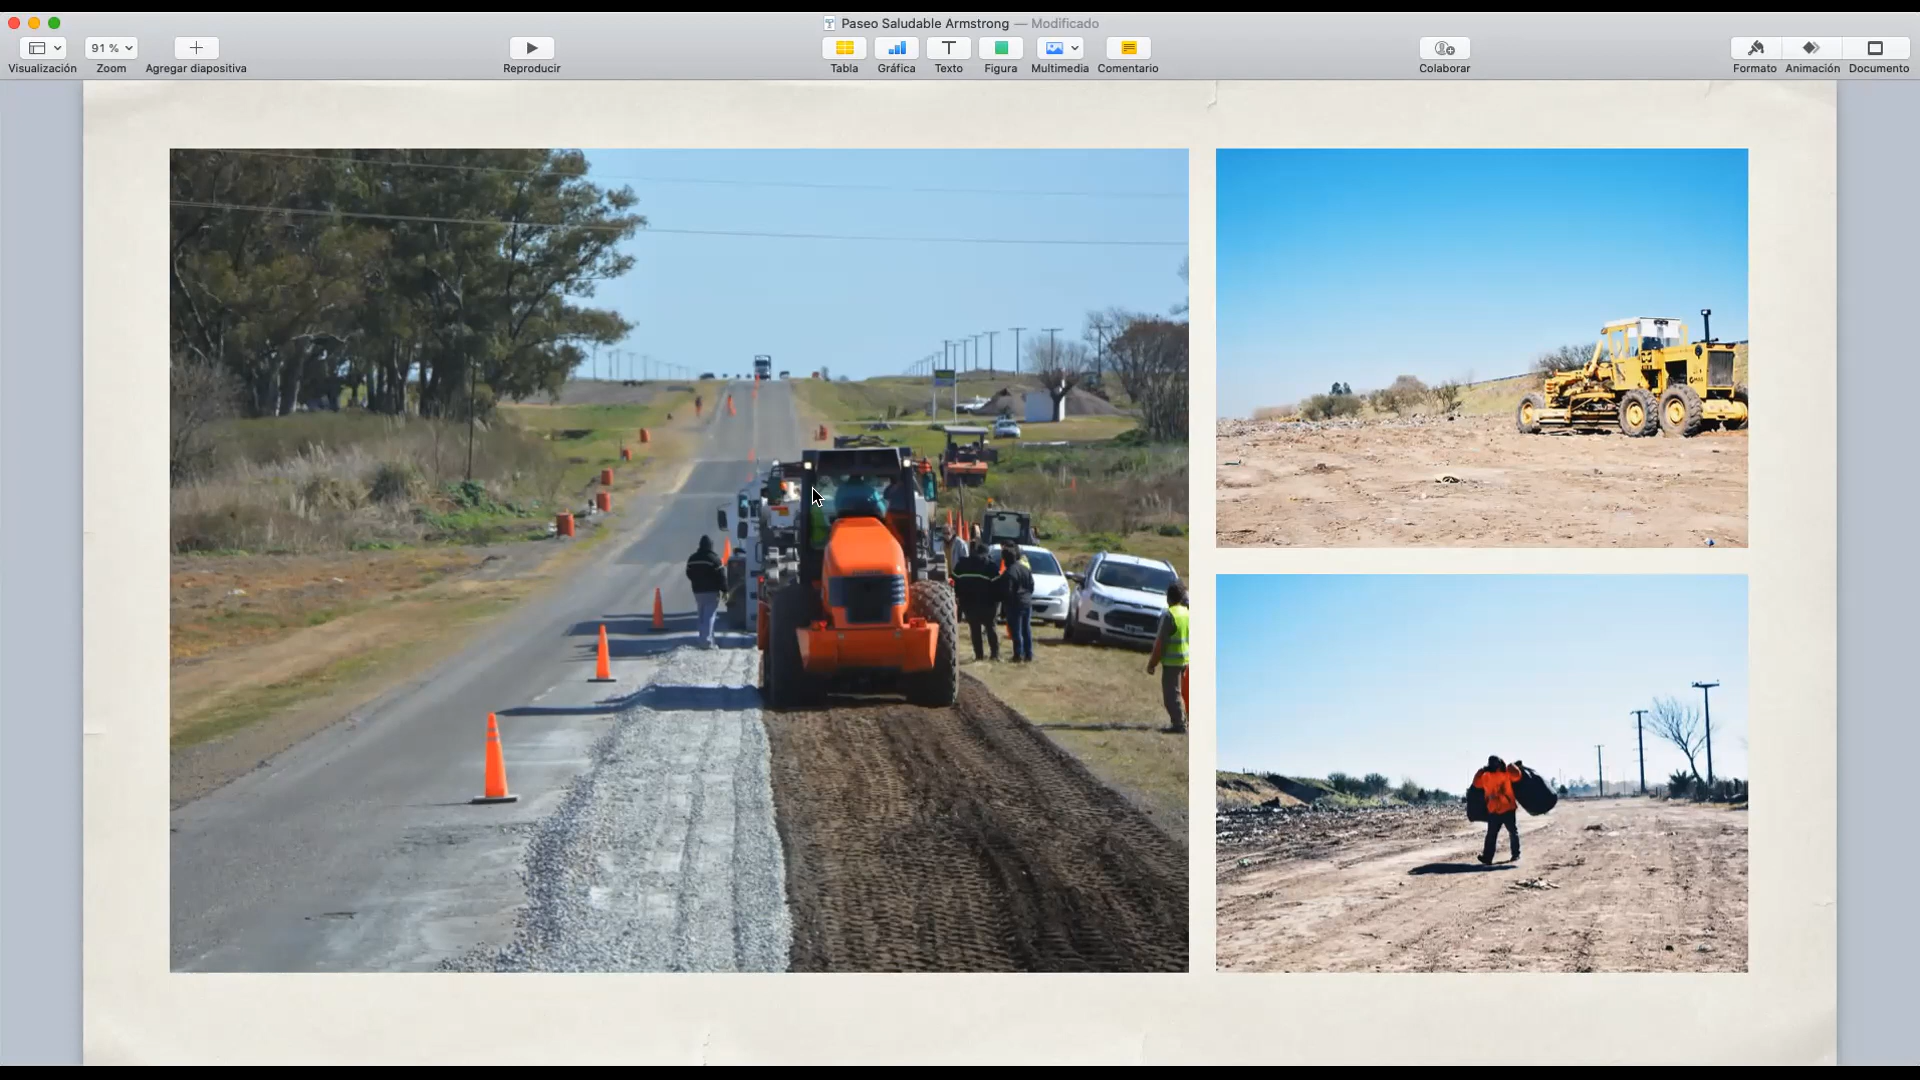 Paseo Saludable Armstrong — Modificado
91 %
Visualización
Zoom
Agregar diapositiva
Reproducir
Tabla
Gráfica
Texto
Figura
Multimedia
Comentario
Colaborar
Formato
Animación
Documento